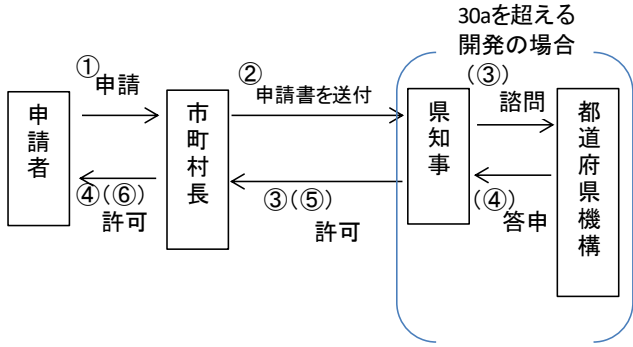 30aを超える
開発の場合
①申請
②申請書を送付
(③)
諮問
申請者
市町村長
県知事
都道府県機構
④(⑥)
許可
③(⑤)
許可
(④)
答申